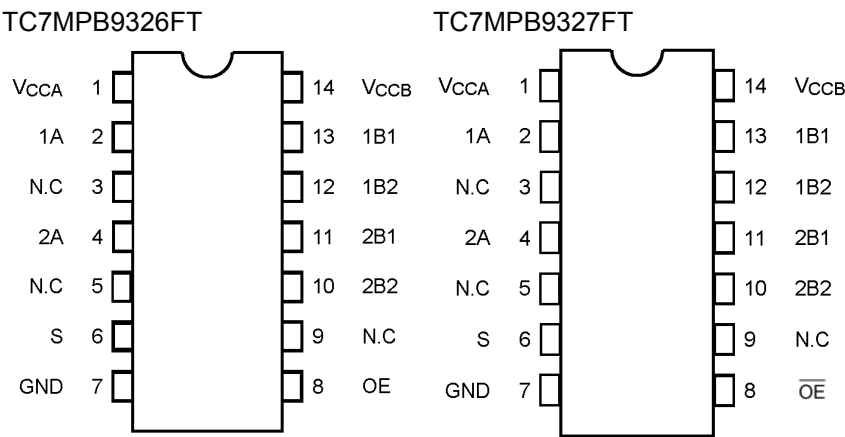 TC7MPB9326FT TC7MPB9327FT
VCCA 1 14 VCCB VCCA 1 14 VCCB
1A 2 13 1B1 1A 2 13 1B1
N.C 3 12 1B2 N.C 3 12 1B2
2A 4 11 2B1 2A 4 11 2B1
N.C 5 10 2B2 N.C 5 10 2B2
S 6 9 N.C S 6 9 N.C
GND 7 8 OE GND 7 8 O̅E̅